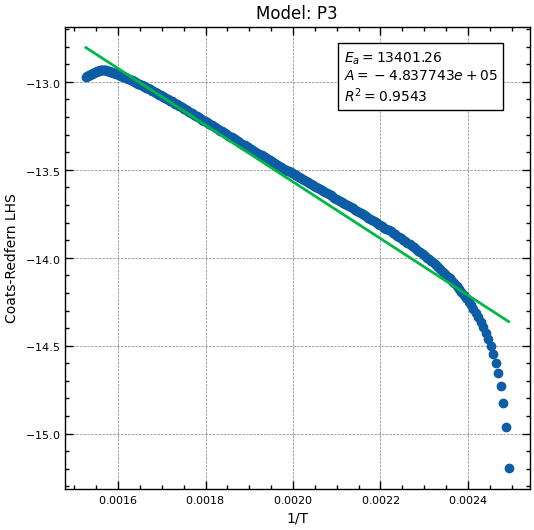 Model: P3
E_a = 13401.26
A = −4.837743e + 05
R² = 0.9543
Coats-Redfern LHS
−13.0
−13.5
−14.0
−14.5
−15.0
0.0016 0.0018 0.0020 0.0022 0.0024
1/T